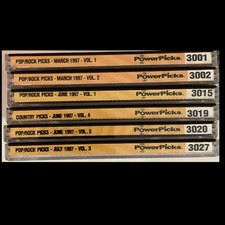 POP/ROCK PICKS - MARCH 1997 - VOL. 1 PowerPicks. 3001
POP/ROCK PICKS - MARCH 1997 - VOL. 2 PowerPicks. 3002
POP/ROCK PICKS - JUNE 1997 - VOL. 1 PowerPicks. 3015
COUNTRY PICKS - JUNE 1997 - VOL. 4 PowerPicks. 3019
POP/ROCK PICKS - JUNE 1997 - VOL. 3 PowerPicks. 3020
POP/ROCK PICKS - JULY 1997 - VOL. 3 PowerPicks. 3027